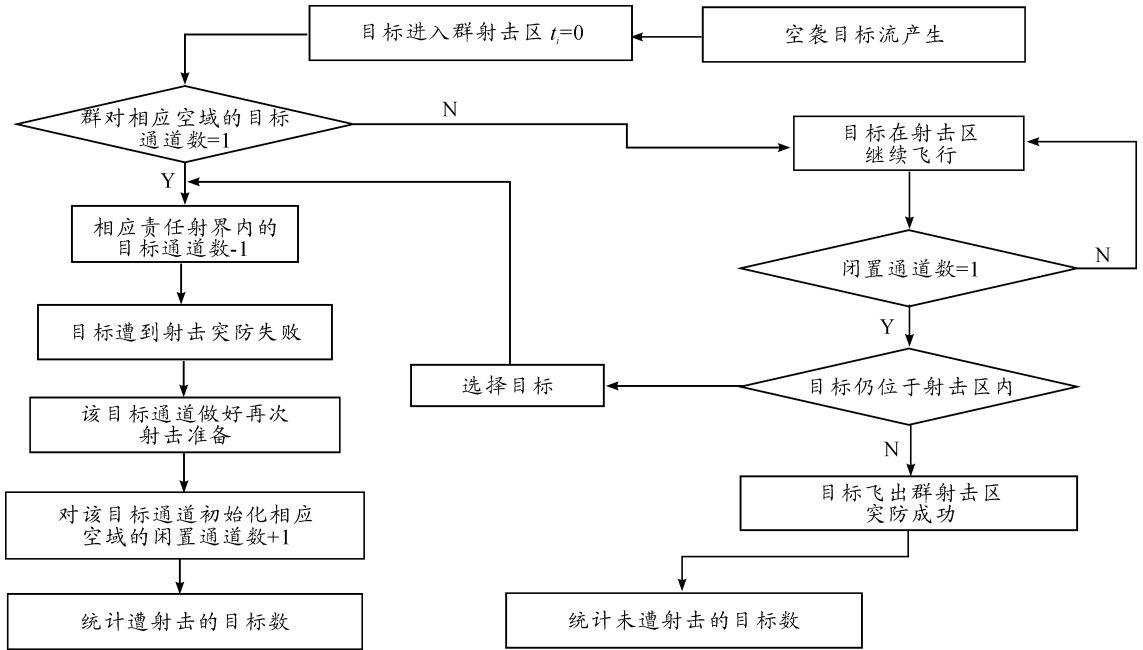 目标进入群射击区 ti=0
空袭目标流产生
群对相应空域的目标
通道数=1
N
目标在射击区
继续飞行
Y
相应责任射界内的
目标通道数-1
闭置通道数=1
N
目标遭到射击突防失败
Y
选择目标
目标仍位于射击区内
该目标通道做好再次
射击准备
N
目标飞出群射击区
突防成功
对该目标通道初始化相应
空域的闲置通道数+1
统计遭射击的目标数
统计未遭射击的目标数